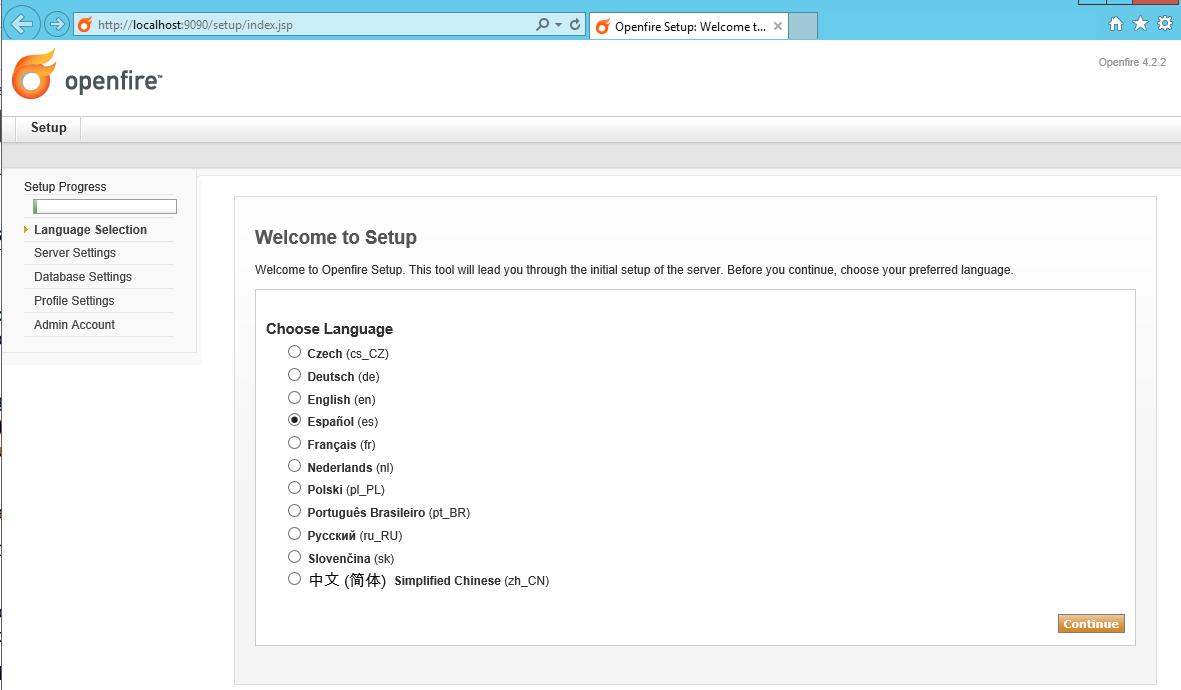 http://localhost:9090/setup/index.jsp
Openfire Setup: Welcome t...
openfire™
Openfire 4.2.2
Setup
Setup Progress
Language Selection
Server Settings
Database Settings
Profile Settings
Admin Account
Welcome to Setup
Welcome to Openfire Setup. This tool will lead you through the initial setup of the server. Before you continue, choose your preferred language.
Choose Language
Czech (cs_CZ)
Deutsch (de)
English (en)
Español (es)
Français (fr)
Nederlands (nl)
Polski (pl_PL)
Português Brasileiro (pt_BR)
Русский (ru_RU)
Slovenčina (sk)
中文 (简体) Simplified Chinese (zh_CN)
Continue